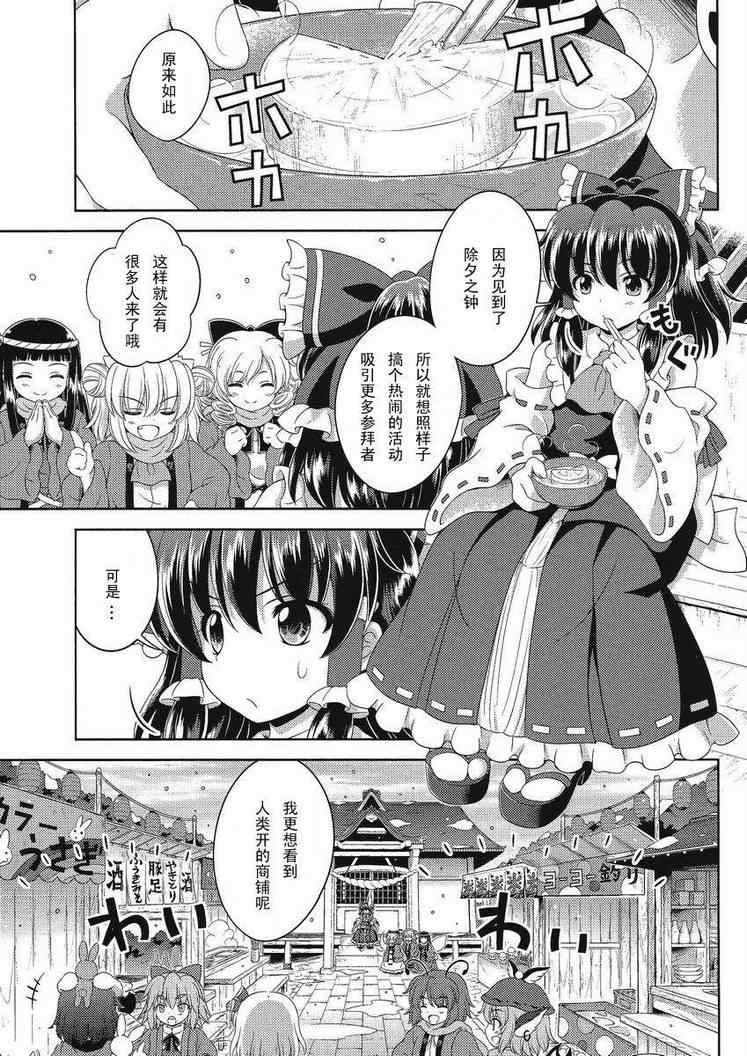 ホカ
ホカ
原来如此
因为见到了
除夕之钟
もぐ
所以就想照样子
搞个热闹的活动
吸引更多参拜者
这样就会有
很多人来了哦
可是…
我更想看到
人类开的商铺呢
ヨーヨー釣り
わい
わい
酒
やきとり
豚足
酒
カラー
うさぎ